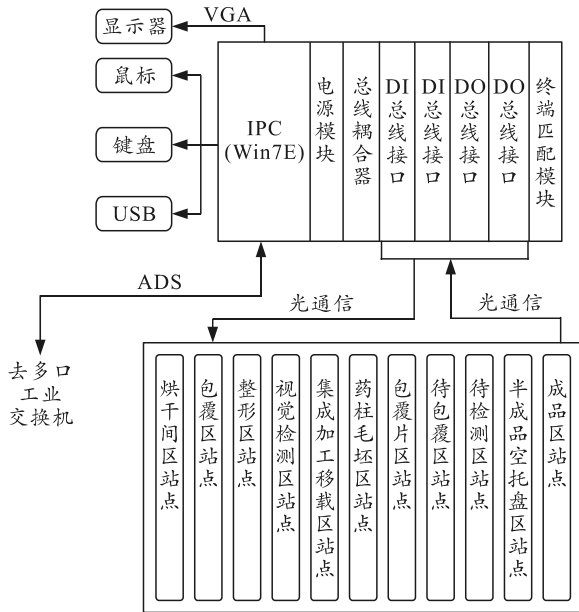 显示器
VGA
鼠标
键盘
USB
IPC
(Win7E)
电源模块
总线耦合器
DI总线接口
DI总线接口
DO总线接口
DO总线接口
终端匹配模块
ADS
光通信
光通信
去多口
工业
交换机
烘干间区站点
包覆区站点
整形区站点
视觉检测区站点
集成加工移载区站点
药柱毛坯区站点
包覆片区站点
待包覆区站点
待检测区站点
半成品空托盘区站点
成品区站点